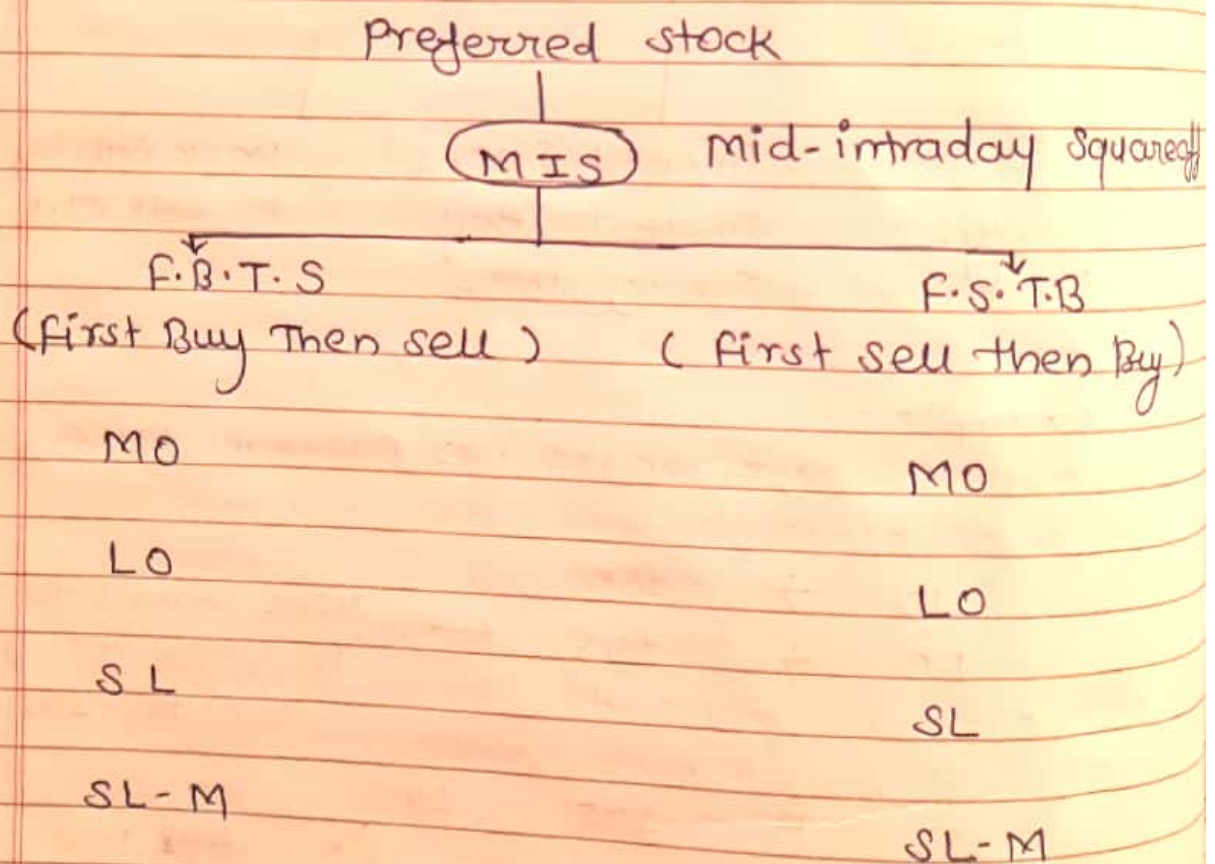 Preferred stock
MIS Mid-intraday Squareoff
F.B.T.S F.S.T.B
(First Buy Then sell) (First sell then Buy)
MO MO
LO LO
SL SL
SL-M SL-M